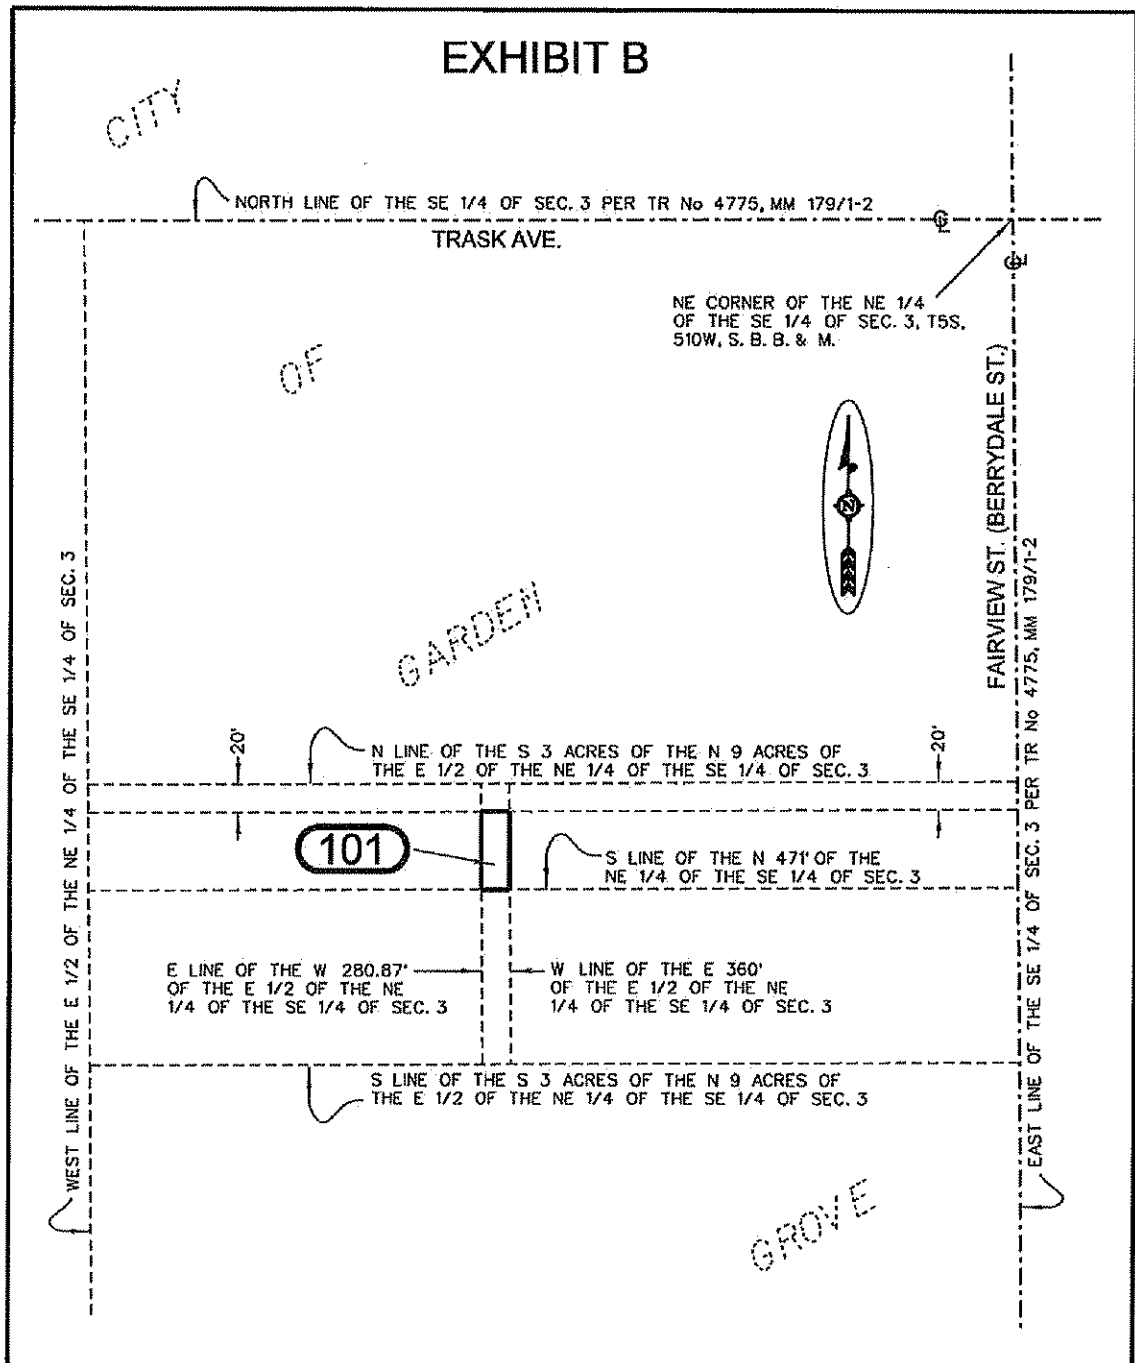 EXHIBIT B
CITY
NORTH LINE OF THE SE 1/4 OF SEC. 3 PER TR No 4775, MM 179/1-2
TRASK AVE.
NE CORNER OF THE NE 1/4
OF THE SE 1/4 OF SEC. 3, T5S,
510W, S. B. B. & M.
OF
N
FAIRVIEW ST. (BERRYDALE ST.)
GARDEN
WEST LINE OF THE E 1/2 OF THE NE 1/4 OF THE SE 1/4 OF SEC. 3
EAST LINE OF THE SE 1/4 OF SEC. 3 PER TR No 4775, MM 179/1-2
20'
N LINE OF THE S 3 ACRES OF THE N 9 ACRES OF
THE E 1/2 OF THE NE 1/4 OF THE SE 1/4 OF SEC. 3
20'
101
S LINE OF THE N 471' OF THE
NE 1/4 OF THE SE 1/4 OF SEC. 3
E LINE OF THE W 280.87'
OF THE E 1/2 OF THE NE
1/4 OF THE SE 1/4 OF SEC. 3
W LINE OF THE E 360'
OF THE E 1/2 OF THE NE
1/4 OF THE SE 1/4 OF SEC. 3
S LINE OF THE S 3 ACRES OF THE N 9 ACRES OF
THE E 1/2 OF THE NE 1/4 OF THE SE 1/4 OF SEC. 3
GROVE